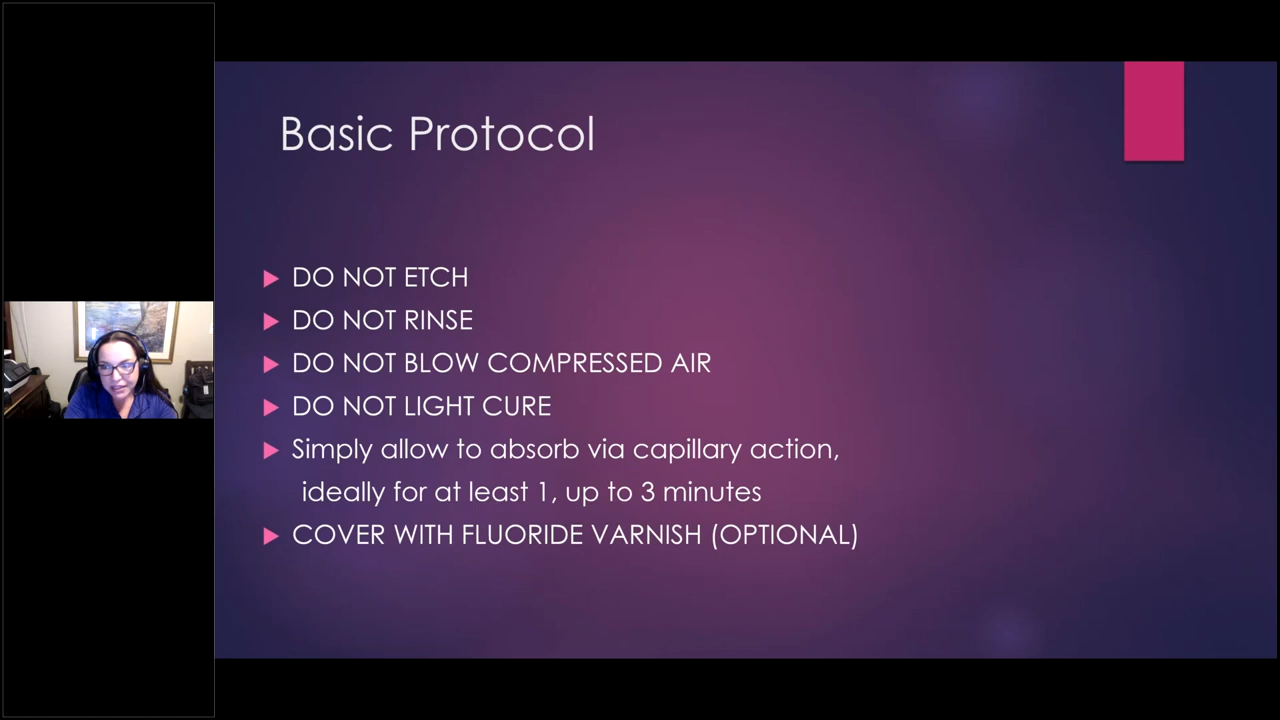 Basic Protocol
DO NOT ETCH
DO NOT RINSE
DO NOT BLOW COMPRESSED AIR
DO NOT LIGHT CURE
Simply allow to absorb via capillary action,
ideally for at least 1, up to 3 minutes
COVER WITH FLUORIDE VARNISH (OPTIONAL)